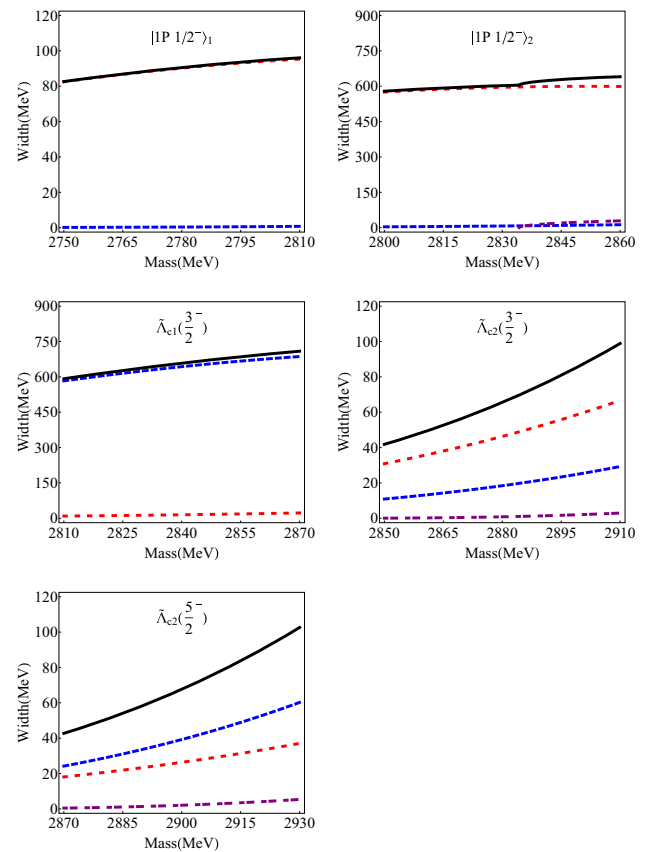 |1P 1/2⁻⟩₁
Width(MeV)
120
100
80
60
40
20
0
2750 2765 2780 2795 2810
Mass(MeV)
|1P 1/2⁻⟩₂
Width(MeV)
900
750
600
450
300
150
0
2800 2815 2830 2845 2860
Mass(MeV)
Λ̃c1(3/2⁻)
Width(MeV)
900
750
600
450
300
150
0
2810 2825 2840 2855 2870
Mass(MeV)
Λ̃c2(3/2⁻)
Width(MeV)
120
100
80
60
40
20
0
2850 2865 2880 2895 2910
Mass(MeV)
Λ̃c2(5/2⁻)
Width(MeV)
120
100
80
60
40
20
0
2870 2885 2900 2915 2930
Mass(MeV)